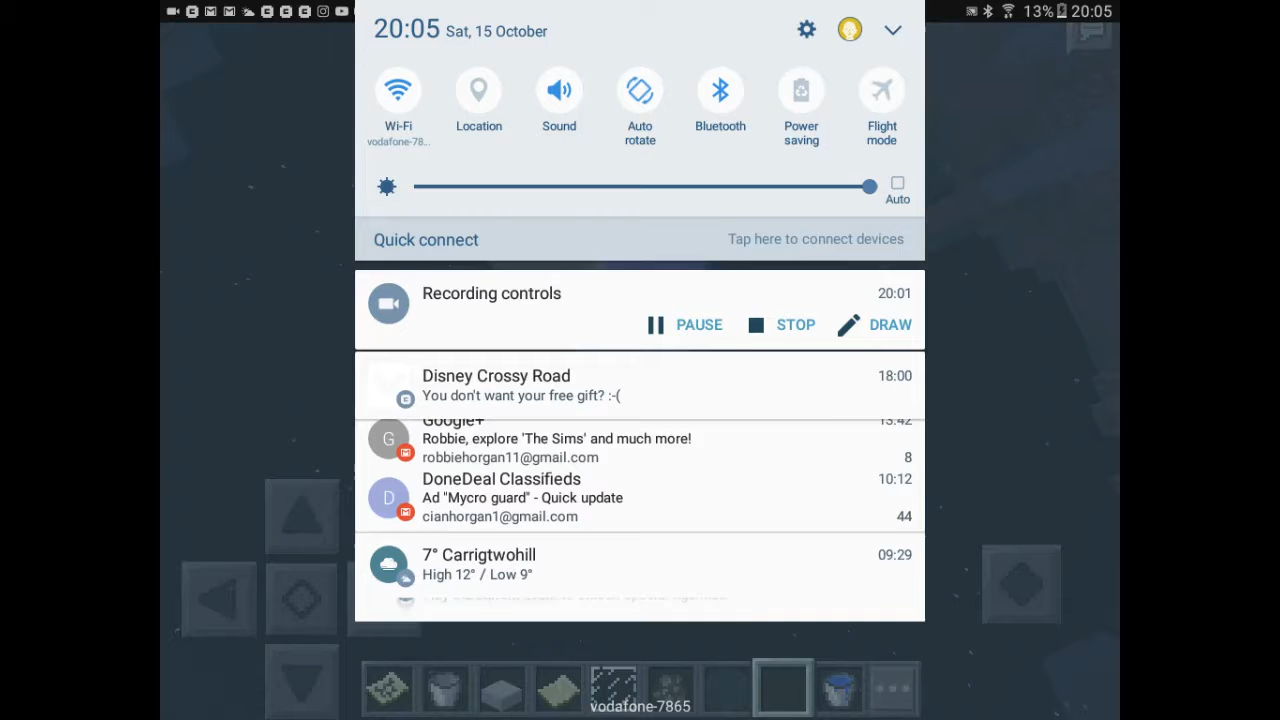 13% 20:05
20:05 Sat, 15 October
Wi-Fi
vodafone-78...
Location
Sound
Auto
rotate
Bluetooth
Power
saving
Flight
mode
Auto
Quick connect
Tap here to connect devices
Recording controls
20:01
PAUSE
STOP
DRAW
Disney Crossy Road
18:00
You don't want your free gift? :-(
Google+
13:42
G
Robbie, explore 'The Sims' and much more!
robbiehorgan11@gmail.com
8
DoneDeal Classifieds
10:12
D
Ad "Mycro guard" - Quick update
cianhorgan1@gmail.com
44
7° Carrigtwohill
09:29
High 12° / Low 9°
vodafone-7865